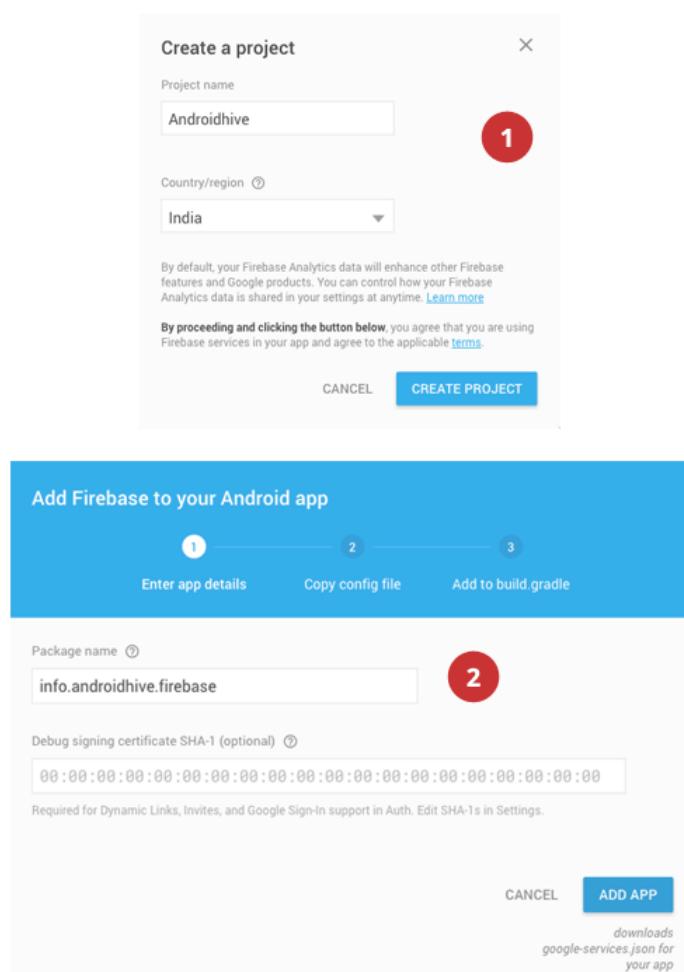 Create a project
Project name
Androidhive
1
Country/region
India
By default, your Firebase Analytics data will enhance other Firebase
features and Google products. You can control how your Firebase
Analytics data is shared in your settings at anytime. Learn more
By proceeding and clicking the button below, you agree that you are using
Firebase services in your app and agree to the applicable terms.
CANCEL CREATE PROJECT
Add Firebase to your Android app
1 2 3
Enter app details Copy config file Add to build.gradle
Package name
info.androidhive.firebase
2
Debug signing certificate SHA-1 (optional)
00:00:00:00:00:00:00:00:00:00:00:00:00:00:00:00:00:00:00:00
Required for Dynamic Links, Invites, and Google Sign-In support in Auth. Edit SHA-1s in Settings.
CANCEL ADD APP
downloads
google-services.json for
your app